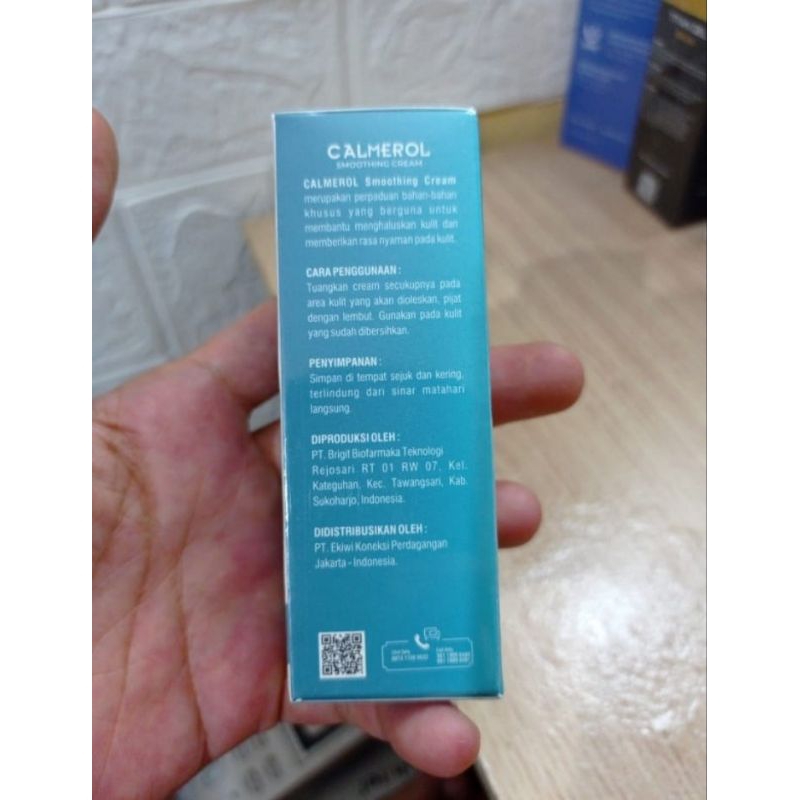 CALMEROL
SMOOTHING CREAM
CALMEROL Smoothing Cream
merupakan perpaduan bahan-bahan
khusus yang berguna untuk
membantu menghaluskan kulit dan
memberikan rasa nyaman pada kulit.
CARA PENGGUNAAN :
Tuangkan cream secukupnya pada
area kulit yang akan dioleskan, pijat
dengan lembut. Gunakan pada kulit
yang sudah dibersihkan.
PENYIMPANAN :
Simpan di tempat sejuk dan kering,
terlindung dari sinar matahari
langsung.
DIPRODUKSI OLEH :
PT. Brigit Biofarmaka Teknologi
Rejosari RT 01 RW 07, Kel.
Kateguhan, Kec. Tawangsari, Kab.
Sukoharjo, Indonesia.
DIDISTRIBUSIKAN OLEH :
PT. Ekiwi Koneksi Perdagangan
Jakarta - Indonesia.